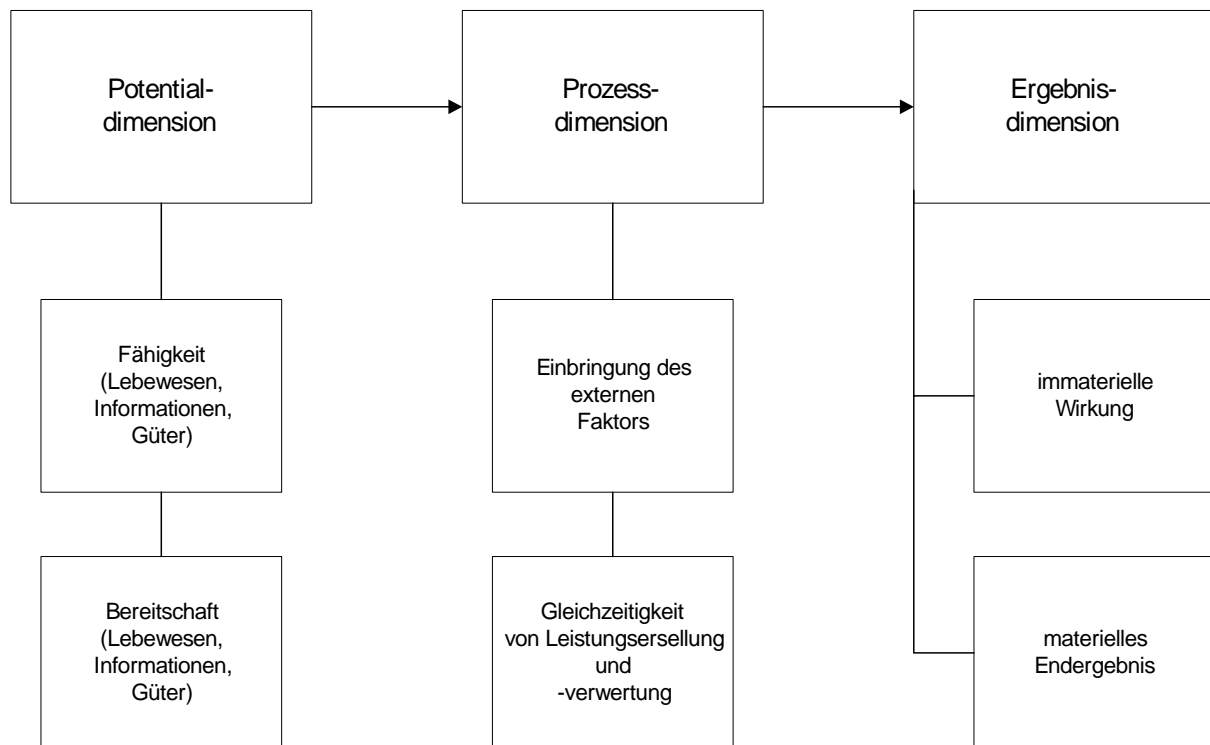 Potential-
dimension
Prozess-
dimension
Ergebnis-
dimension
Fähigkeit
(Lebewesen,
Informationen,
Güter)
Einbringung des
externen
Faktors
immaterielle
Wirkung
Bereitschaft
(Lebewesen,
Informationen,
Güter)
Gleichzeitigkeit
von Leistungsersellung
und
-verwertung
materielles
Endergebnis